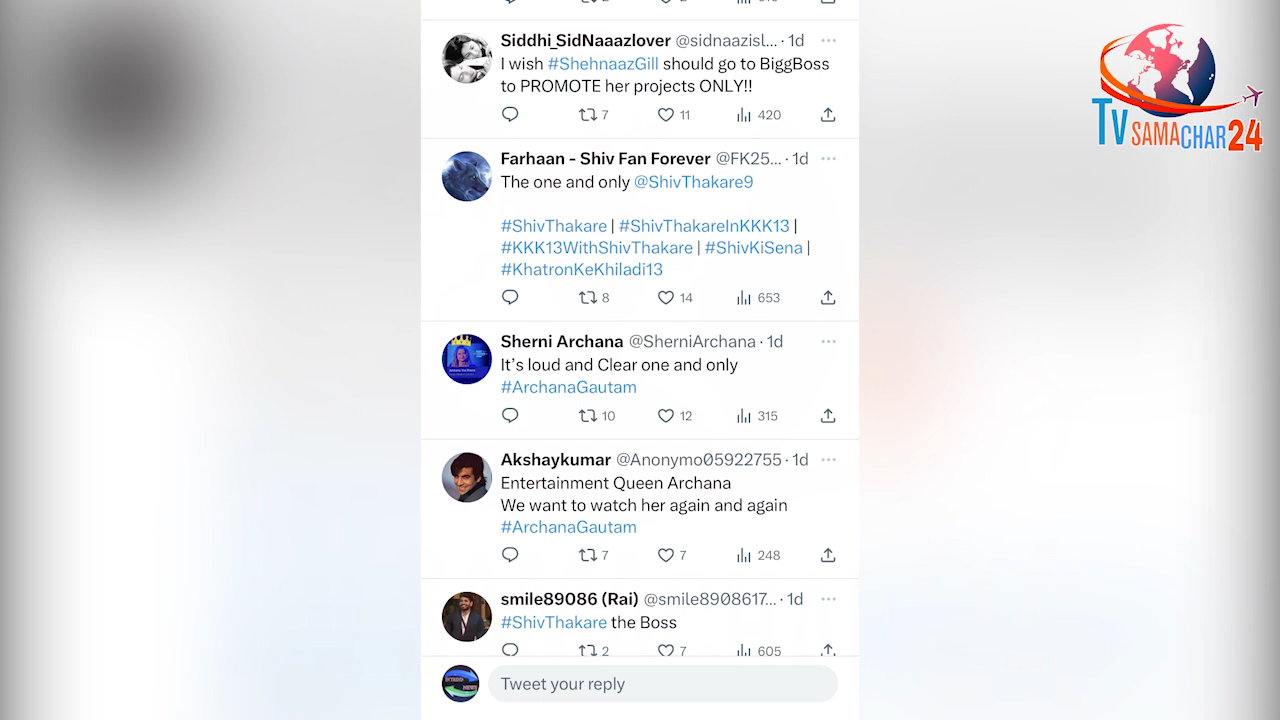 Siddhi_SidNaaazlover @sidnaazisl... · 1d
I wish #ShehnaazGill should go to BiggBoss
to PROMOTE her projects ONLY!!
7 11 420
Farhaan - Shiv Fan Forever @FK25... · 1d
The one and only @ShivThakare9
#ShivThakare | #ShivThakareInKKK13 |
#KKK13WithShivThakare | #ShivKiSena |
#KhatronKeKhiladi13
8 14 653
Sherni Archana @SherniArchana · 1d
It's loud and Clear one and only
#ArchanaGautam
10 12 315
Akshaykumar @Anonymo05922755 · 1d
Entertainment Queen Archana
We want to watch her again and again
#ArchanaGautam
7 7 248
smile89086 (Rai) @smile8908617... · 1d
#ShivThakare the Boss
2 7 605
Tweet your reply
TV SAMACHAR 24